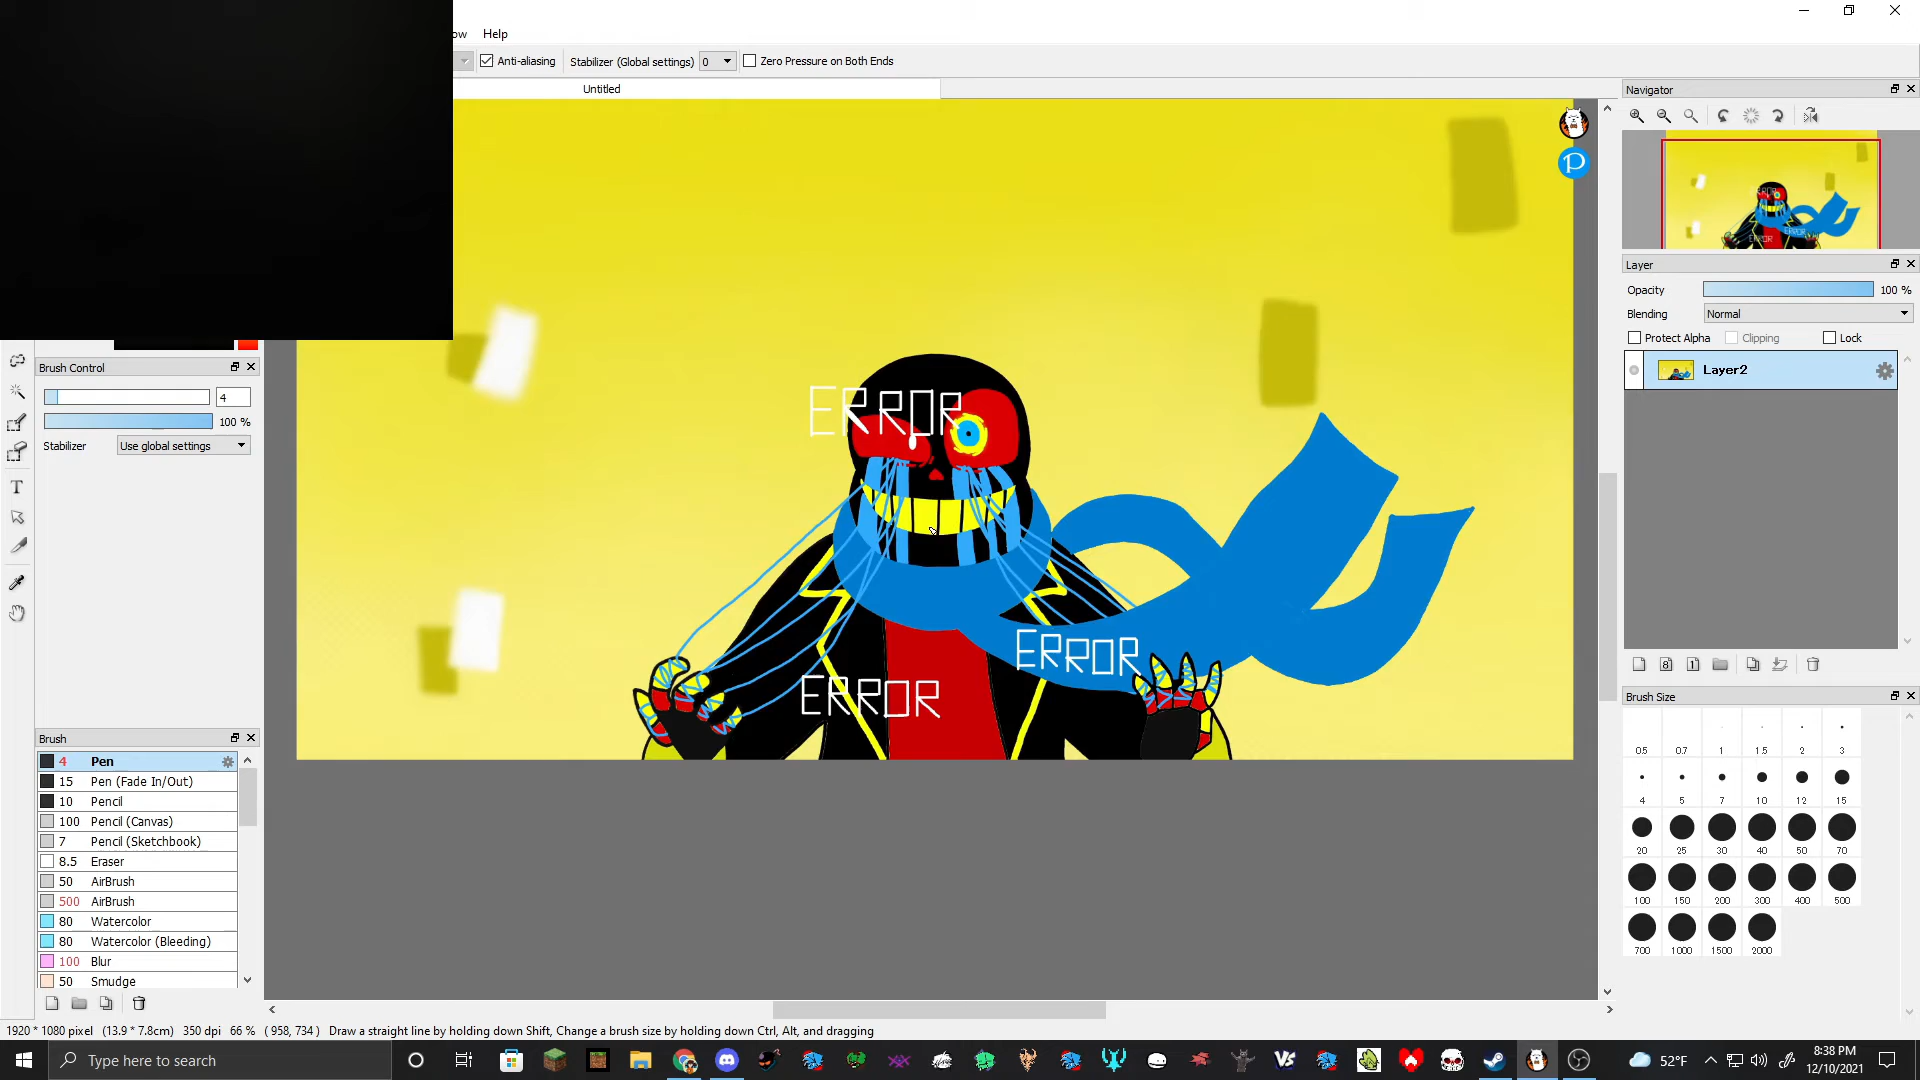 ow Help
Anti-aliasing Stabilizer (Global settings) 0 Zero Pressure on Both Ends
Untitled
Navigator
P
Layer
Opacity 100 %
Blending Normal
Protect Alpha Clipping Lock
Layer2
Brush Control
4
100 %
Stabilizer Use global settings
T
ERROR
ERROR
ERROR
Brush
4 Pen
15 Pen (Fade In/Out)
10 Pencil
100 Pencil (Canvas)
7 Pencil (Sketchbook)
8.5 Eraser
50 AirBrush
500 AirBrush
80 Watercolor
80 Watercolor (Bleeding)
100 Blur
50 Smudge
8 1
Brush Size
0.5 0.7 1 1.5 2 3
4 5 7 10 12 15
20 25 30 40 50 70
100 150 200 300 400 500
700 1000 1500 2000
1920 * 1080 pixel (13.9 * 7.8cm) 350 dpi 66 % ( 958, 734 ) Draw a straight line by holding down Shift, Change a brush size by holding down Ctrl, Alt, and dragging
Type here to search
VS
52°F
8:38 PM
12/10/2021